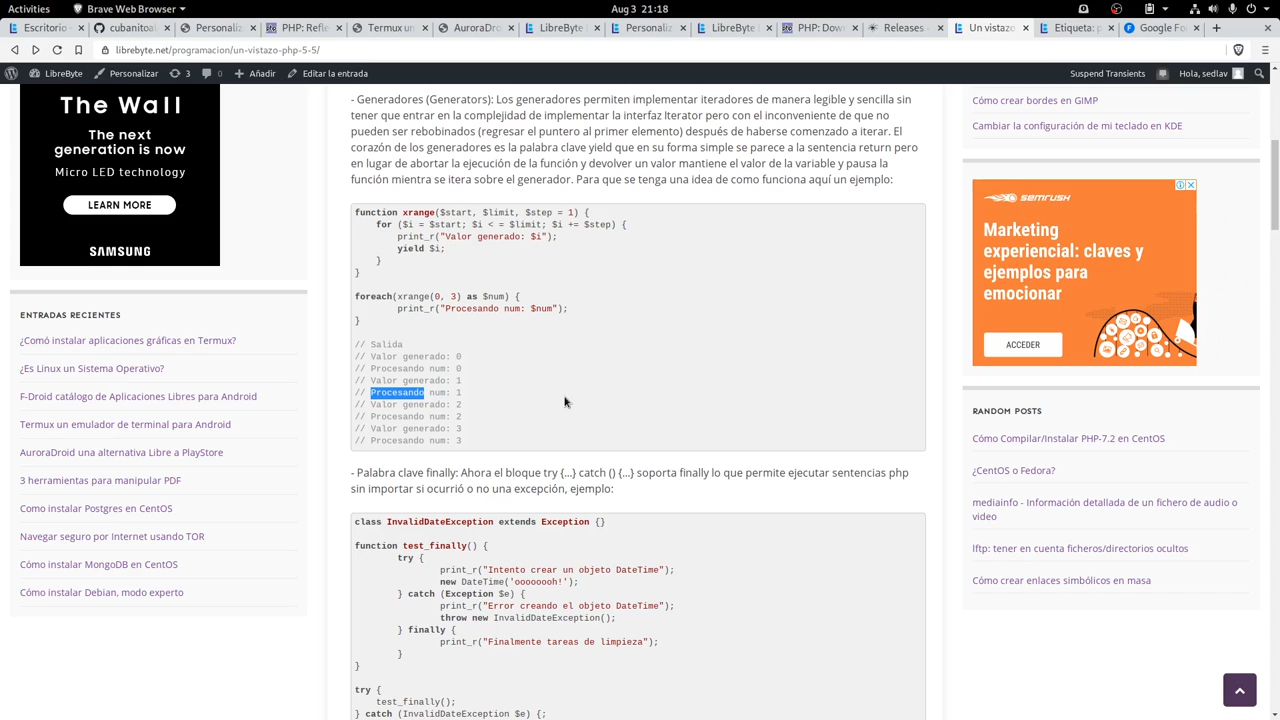 Activities
Brave Web Browser
Aug 3 21:18
Escritorio
cubanitoal
Personaliz
PHP: Refle
Termux un
AuroraDro
LibreByte
Personaliz
LibreByte
PHP: Dow
Releases -
Un vistazo
Etiqueta: p
Google Fo
librebyte.net/programacion/un-vistazo-php-5-5/
LibreByte
Personalizar
3
0
Añadir
Editar la entrada
Suspend Transients
Hola, sedlav
The Wall
The next
generation is now
Micro LED technology
LEARN MORE
SAMSUNG
ENTRADAS RECIENTES
¿Comó instalar aplicaciones gráficas en Termux?
¿Es Linux un Sistema Operativo?
F-Droid catálogo de Aplicaciones Libres para Android
Termux un emulador de terminal para Android
AuroraDroid una alternativa Libre a PlayStore
3 herramientas para manipular PDF
Como instalar Postgres en CentOS
Navegar seguro por Internet usando TOR
Cómo instalar MongoDB en CentOS
Cómo instalar Debian, modo experto
- Generadores (Generators): Los generadores permiten implementar iteradores de manera legible y sencilla sin
tener que entrar en la complejidad de implementar la interfaz Iterator pero con el inconveniente de que no
pueden ser rebobinados (regresar el puntero al primer elemento) después de haberse comenzado a iterar. El
corazón de los generadores es la palabra clave yield que en su forma simple se parece a la sentencia return pero
en lugar de abortar la ejecución de la función y devolver un valor mantiene el valor de la variable y pausa la
función mientra se itera sobre el generador. Para que se tenga una idea de como funciona aquí un ejemplo:
function xrange($start, $limit, $step = 1) {
for ($i = $start; $i < = $limit; $i += $step) {
print_r("Valor generado: $i");
yield $i;
}
}
foreach(xrange(0, 3) as $num) {
print_r("Procesando num: $num");
}
// Salida
// Valor generado: 0
// Procesando num: 0
// Valor generado: 1
// Procesando num: 1
// Valor generado: 2
// Procesando num: 2
// Valor generado: 3
// Procesando num: 3
- Palabra clave finally: Ahora el bloque try {...} catch () {...} soporta finally lo que permite ejecutar sentencias php
sin importar si ocurrió o no una excepción, ejemplo:
class InvalidDateException extends Exception {}
function test_finally() {
try {
print_r("Intento crear un objeto DateTime");
new DateTime('ooooooh!');
} catch (Exception $e) {
print_r("Error creando el objeto DateTime");
throw new InvalidDateException();
} finally {
print_r("Finalmente tareas de limpieza");
}
}
try {
test_finally();
} catch (InvalidDateException $e) {;
Cómo crear bordes en GIMP
Cambiar la configuración de mi teclado en KDE
SEMRUSH
Marketing
experiencial: claves y
ejemplos para
emocionar
ACCEDER
RANDOM POSTS
Cómo Compilar/Instalar PHP-7.2 en CentOS
¿CentOS o Fedora?
mediainfo - Información detallada de un fichero de audio o
video
lftp: tener en cuenta ficheros/directorios ocultos
Cómo crear enlaces simbólicos en masa